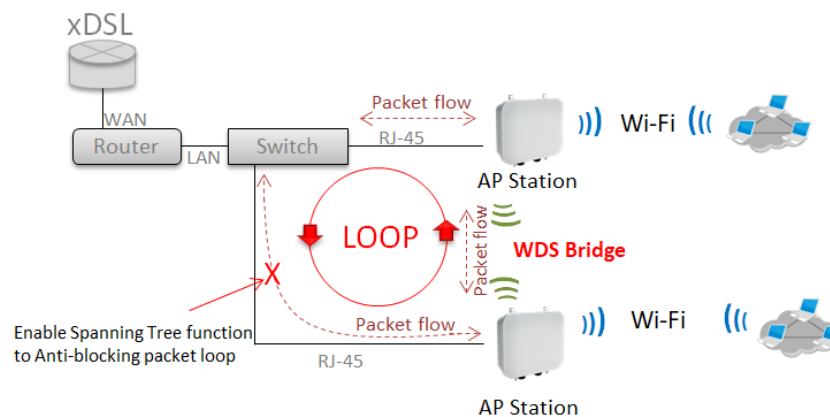 xDSL
WAN
Router
LAN
Switch
RJ-45
Packet flow
AP Station
Wi-Fi
LOOP
Packet flow
WDS Bridge
X
Enable Spanning Tree function
to Anti-blocking packet loop
Packet flow
RJ-45
AP Station
Wi-Fi